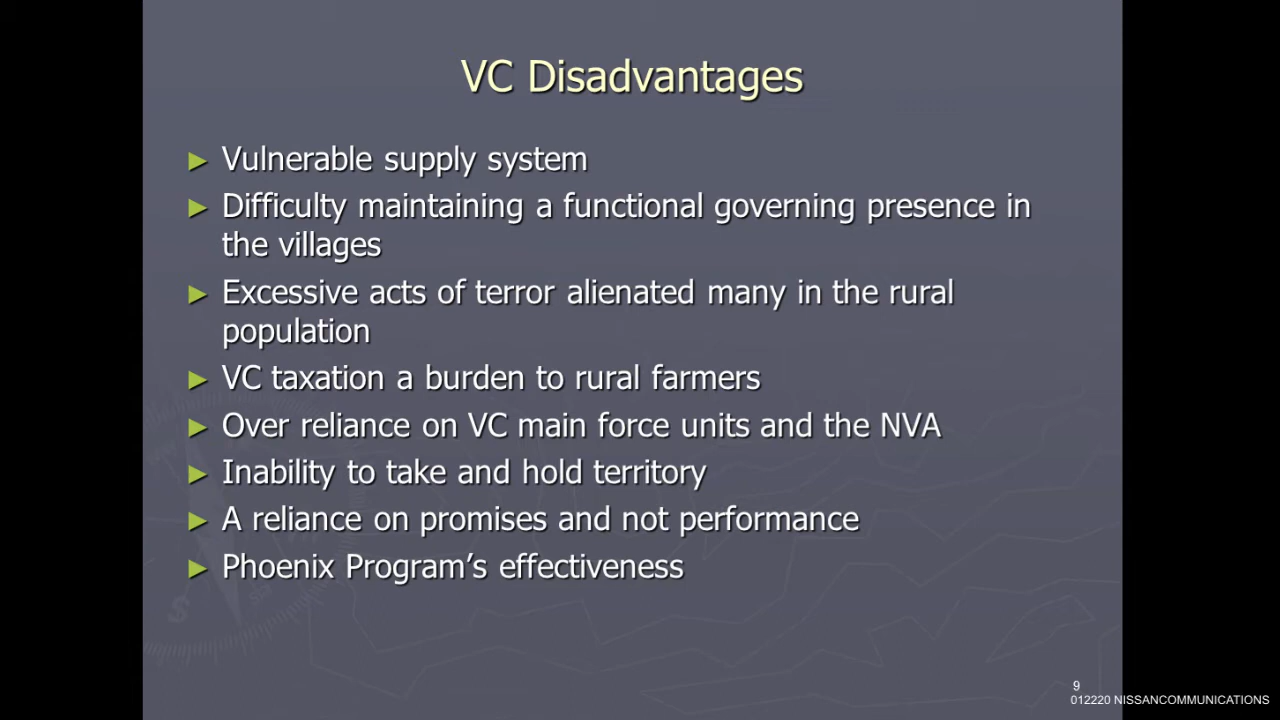 VC Disadvantages
► Vulnerable supply system
► Difficulty maintaining a functional governing presence in
the villages
► Excessive acts of terror alienated many in the rural
population
► VC taxation a burden to rural farmers
► Over reliance on VC main force units and the NVA
► Inability to take and hold territory
► A reliance on promises and not performance
► Phoenix Program’s effectiveness
9
012220 NISSANCOMMUNICATIONS